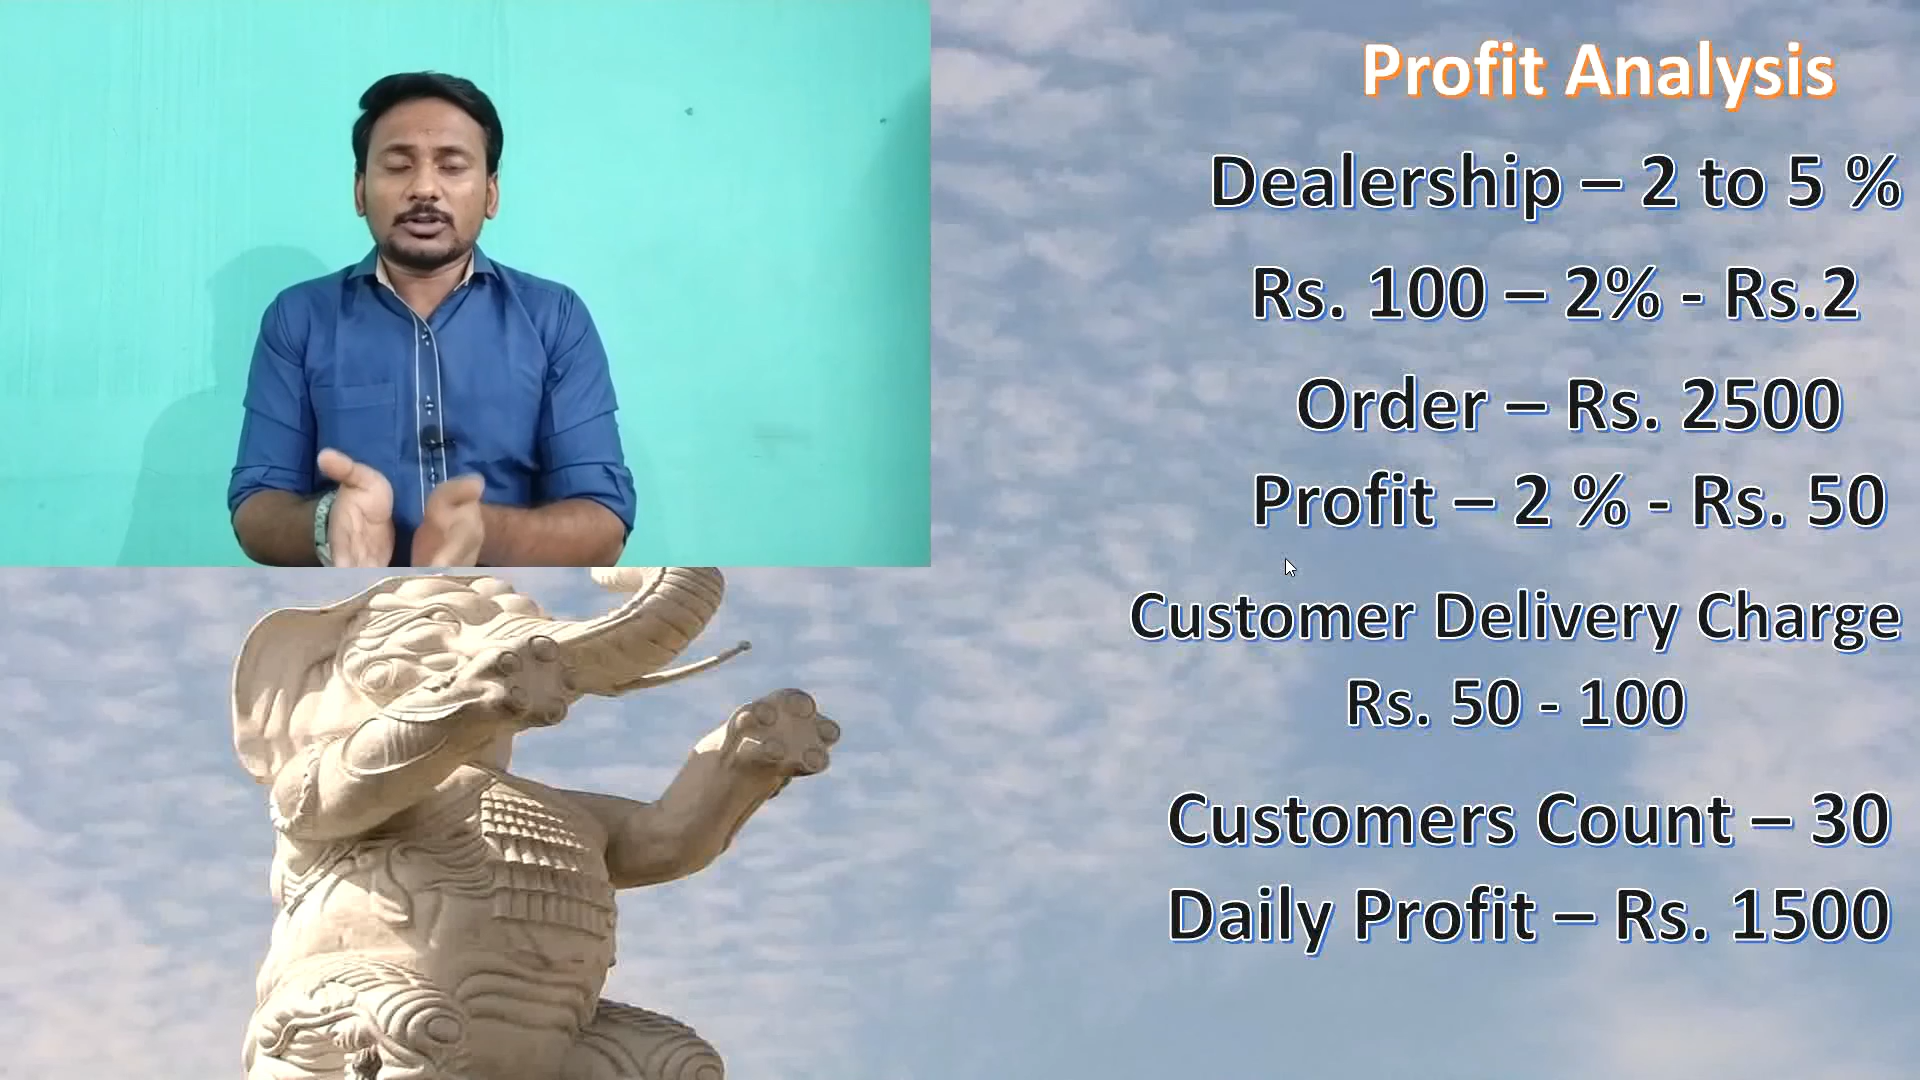 Profit Analysis
Dealership – 2 to 5 %
Rs. 100 – 2% - Rs.2
Order – Rs. 2500
Profit – 2 % - Rs. 50
Customer Delivery Charge
Rs. 50 - 100
Customers Count – 30
Daily Profit – Rs. 1500